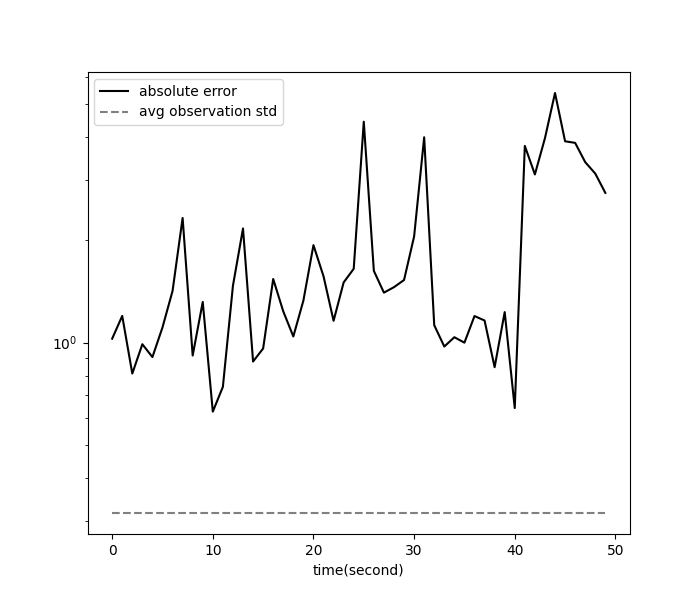 absolute error
avg observation std
10⁰
0 10 20 30 40 50
time(second)